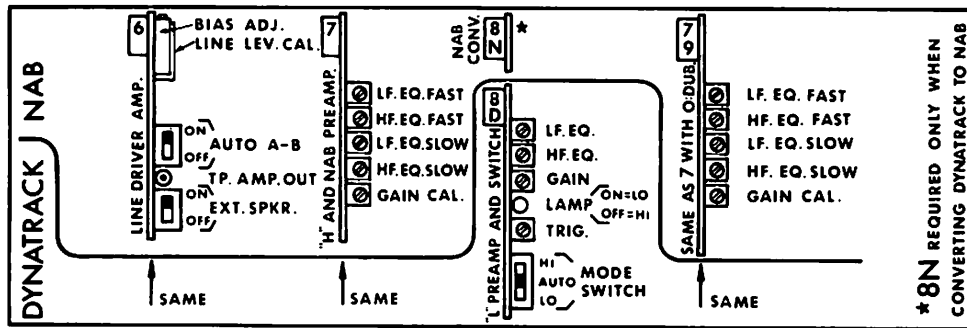 DYNATRACK NAB
LINE DRIVER AMP.
6
BIAS ADJ.
LINE LEV. CAL.
ON
OFF
AUTO A-B
TP. AMP. OUT
ON
OFF
EXT. SPKR.
SAME
"H" AND NAB PREAMP.
7
LF. EQ. FAST
HF. EQ. FAST
LF. EQ. SLOW
HF. EQ. SLOW
GAIN CAL.
SAME
NAB
CONV.
8
N
*
"L" PREAMP AND SWITCH
8
D
LF. EQ.
HF. EQ.
GAIN
LAMP
ON=LO
OFF=HI
TRIG.
HI
AUTO
LO
MODE
SWITCH
SAME AS 7 WITH O:DUB.
7
9
LF. EQ. FAST
HF. EQ. FAST
LF. EQ. SLOW
HF. EQ. SLOW
GAIN CAL.
SAME
*8N REQUIRED ONLY WHEN
CONVERTING DYNATRACK TO NAB